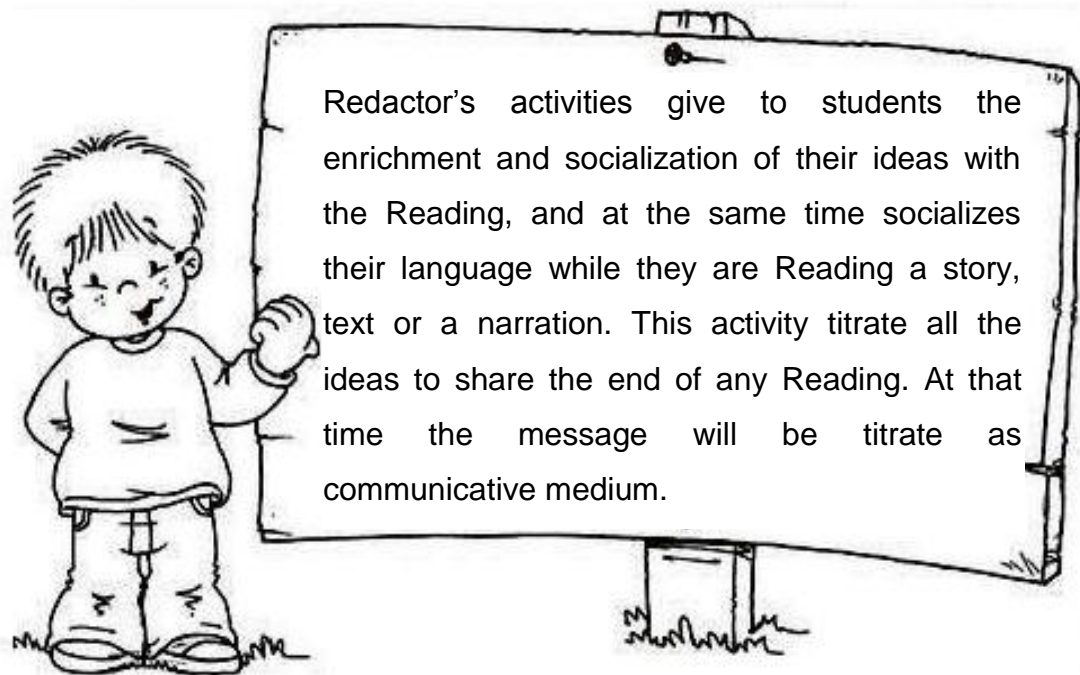 Redactor’s activities give to students the
enrichment and socialization of their ideas with
the Reading, and at the same time socializes
their language while they are Reading a story,
text or a narration. This activity titrate all the
ideas to share the end of any Reading. At that
time the message will be titrate as
communicative medium.